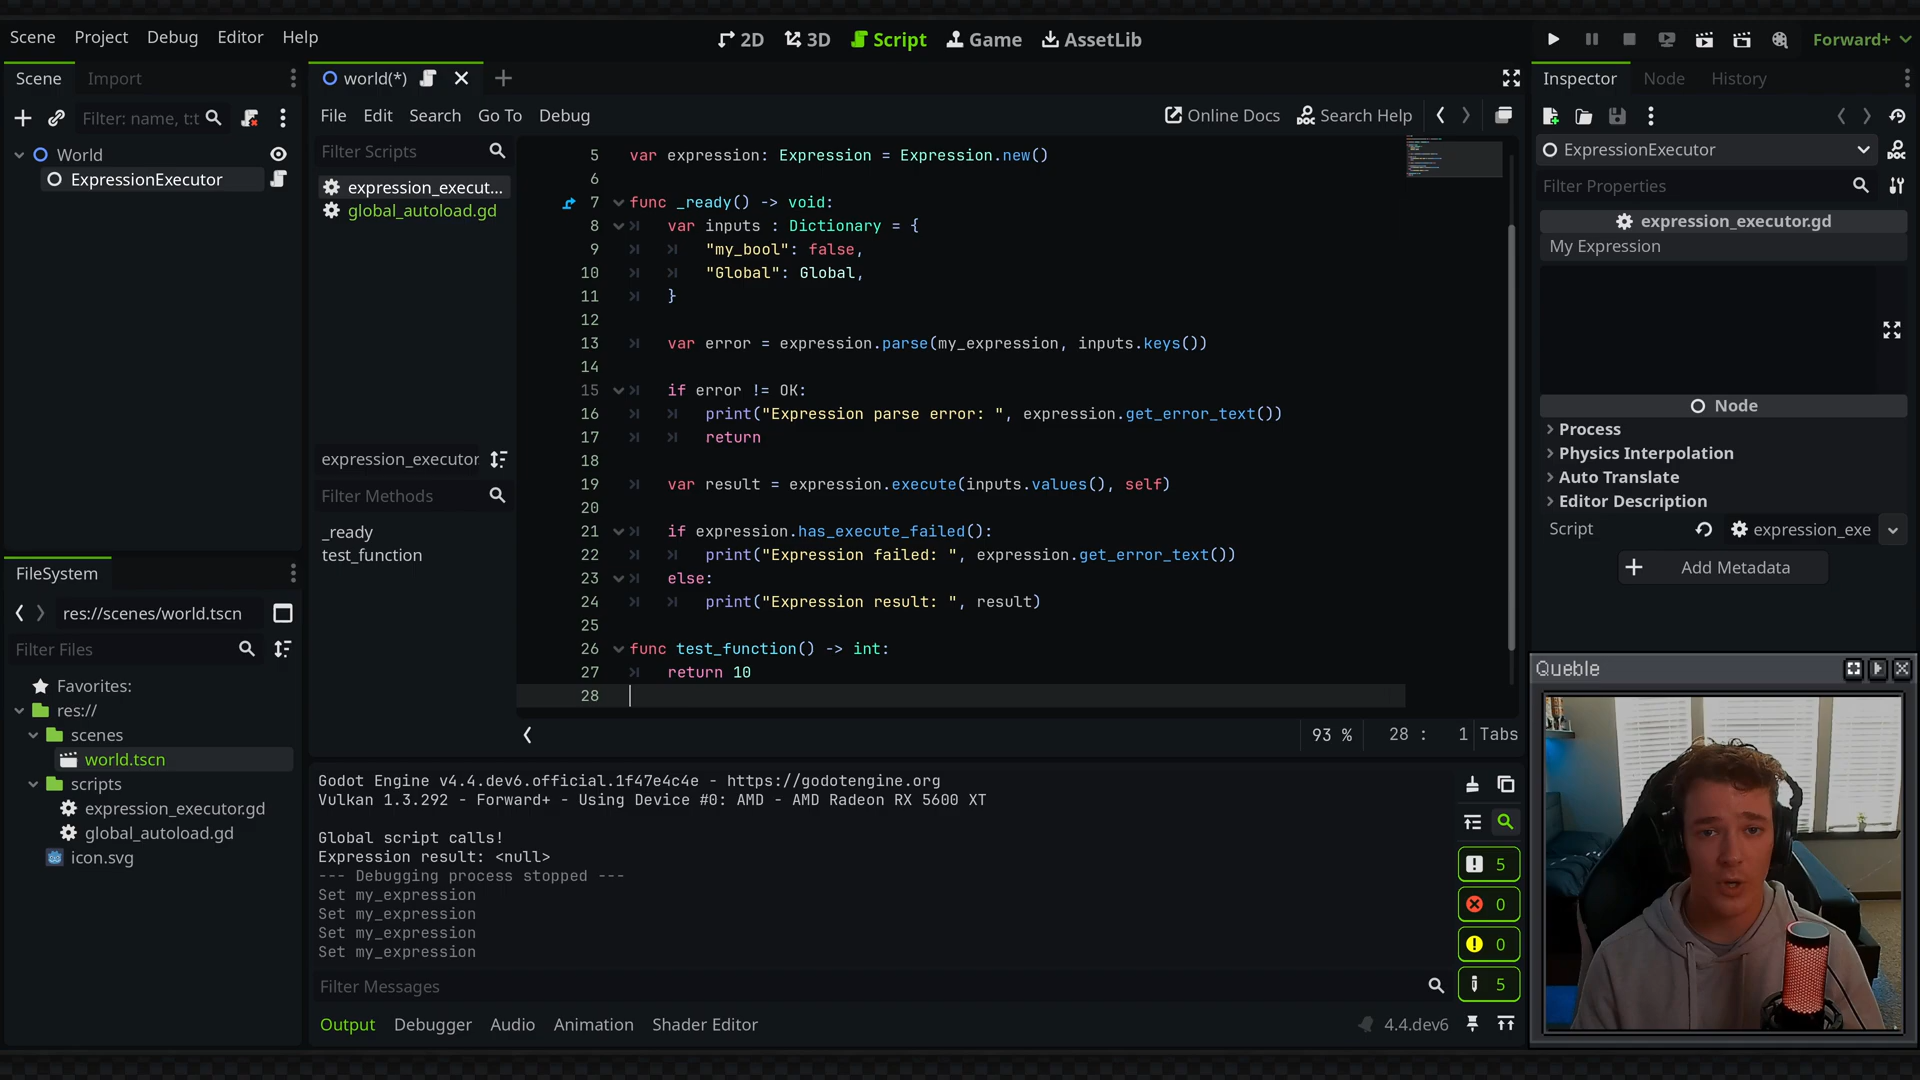 Scene Project Debug Editor Help
2D 3D Script Game AssetLib
Forward+
Scene Import
Filter: name, t:t
World
ExpressionExecutor
FileSystem
res://scenes/world.tscn
Filter Files
Favorites:
res://
scenes
world.tscn
scripts
expression_executor.gd
global_autoload.gd
icon.svg
world(*)
File Edit Search Go To Debug
Online Docs Search Help
Filter Scripts
expression_execut...
global_autoload.gd
expression_executor
Filter Methods
_ready
test_function
5 var expression: Expression = Expression.new()
6
7 func _ready() -> void:
8 var inputs : Dictionary = {
9 "my_bool": false,
10 "Global": Global,
11 }
12
13 var error = expression.parse(my_expression, inputs.keys())
14
15 if error != OK:
16 print("Expression parse error: ", expression.get_error_text())
17 return
18
19 var result = expression.execute(inputs.values(), self)
20
21 if expression.has_execute_failed():
22 print("Expression failed: ", expression.get_error_text())
23 else:
24 print("Expression result: ", result)
25
26 func test_function() -> int:
27 return 10
28
93 % 28 : 1 Tabs
Godot Engine v4.4.dev6.official.1f47e4c4e - https://godotengine.org
Vulkan 1.3.292 - Forward+ - Using Device #0: AMD - AMD Radeon RX 5600 XT
Global script calls!
Expression result: <null>
--- Debugging process stopped ---
Set my_expression
Set my_expression
Set my_expression
Set my_expression
5
0
0
5
Filter Messages
Output Debugger Audio Animation Shader Editor
4.4.dev6
Inspector Node History
ExpressionExecutor
Filter Properties
expression_executor.gd
My Expression
Node
Process
Physics Interpolation
Auto Translate
Editor Description
Script expression_exe
Add Metadata
Queble